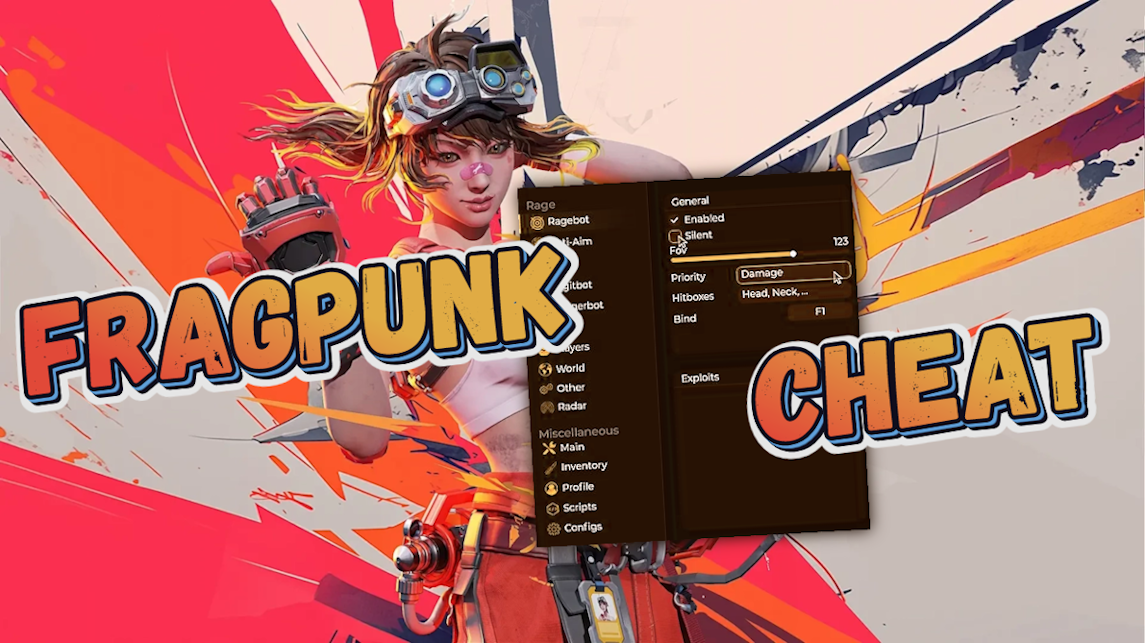 FRAGPUNK
CHEAT
Rage
Ragebot
Miscellaneous
World
Other
Radar
Main
Inventory
Profile
Scripts
Configs
General
Enabled
Silent
Fov 123
Priority Damage
Hitboxes Head, Neck, ...
Bind F1
Exploits